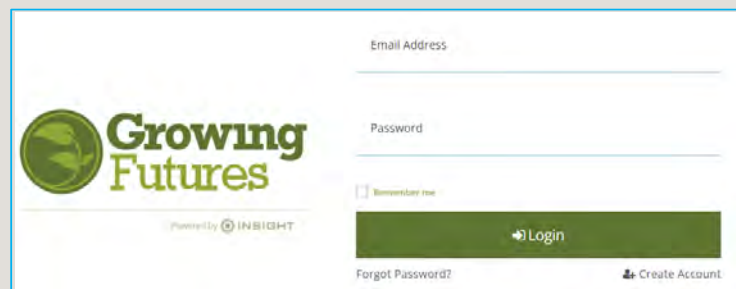 Growing
Futures
Powered by INSIGHT
Email Address
Password
Remember me
Login
Forgot Password?
Create Account